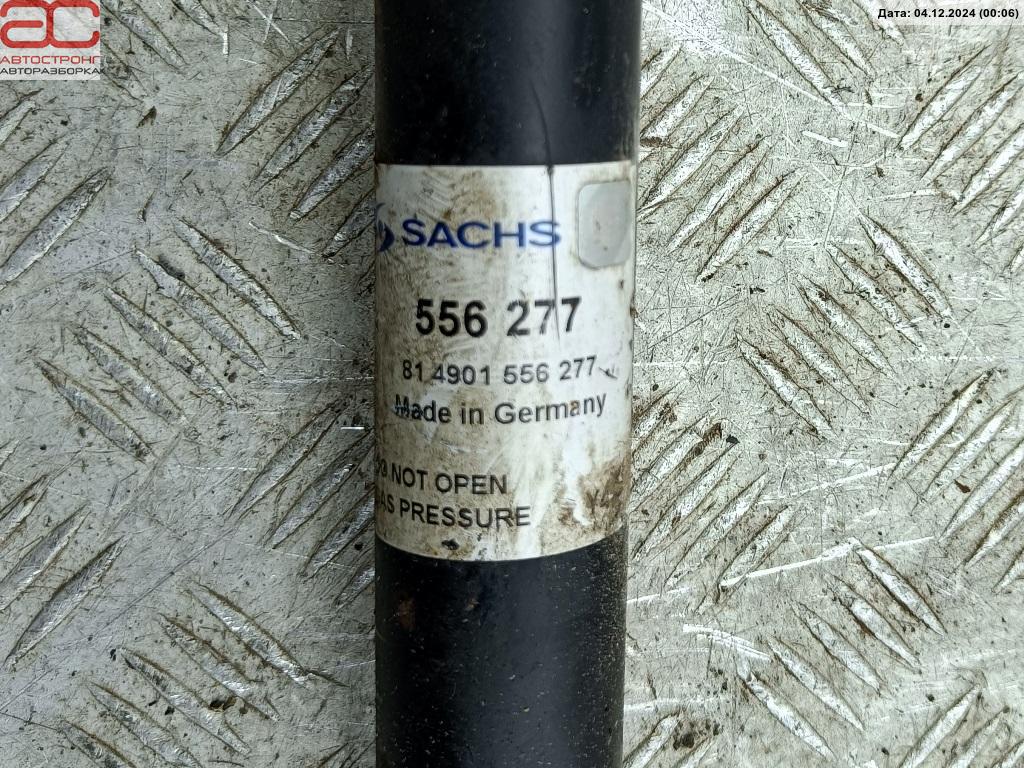 ac
АВТОСТРОНГ
АВТОРАЗБОРКА
Дата: 04.12.2024 (00:06)
SACHS
556 277
81 4901 556 277
Made in Germany
NOT OPEN
PRESSURE